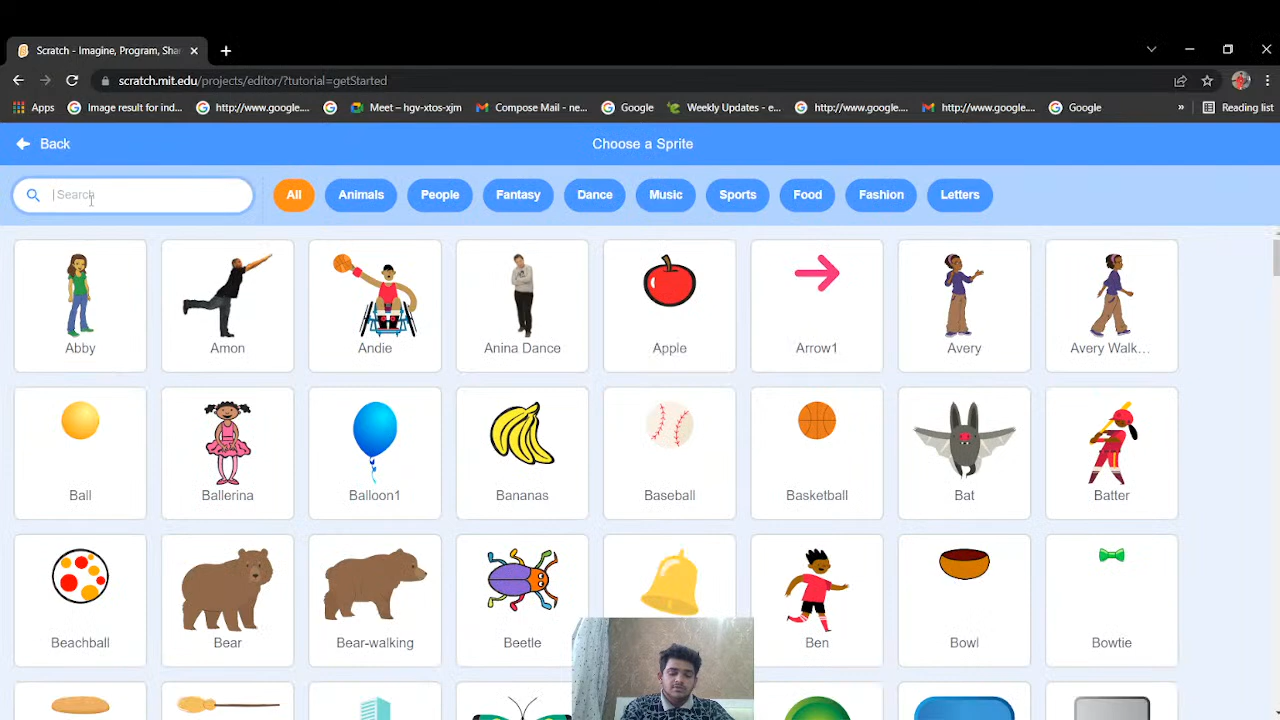 Scratch - Imagine, Program, Sha
scratch.mit.edu/projects/editor/?tutorial=getStarted
Apps Image result for ind... http://www.google.... Meet – hgv-xtos-xjm Compose Mail - ne... Google Weekly Updates - e... http://www.google.... http://www.google.... Google » Reading list
Back Choose a Sprite
Search All Animals People Fantasy Dance Music Sports Food Fashion Letters
Abby Amon Andie Anina Dance Apple Arrow1 Avery Avery Walk...
Ball Ballerina Balloon1 Bananas Baseball Basketball Bat Batter
Beachball Bear Bear-walking Beetle Ben Bowl Bowtie